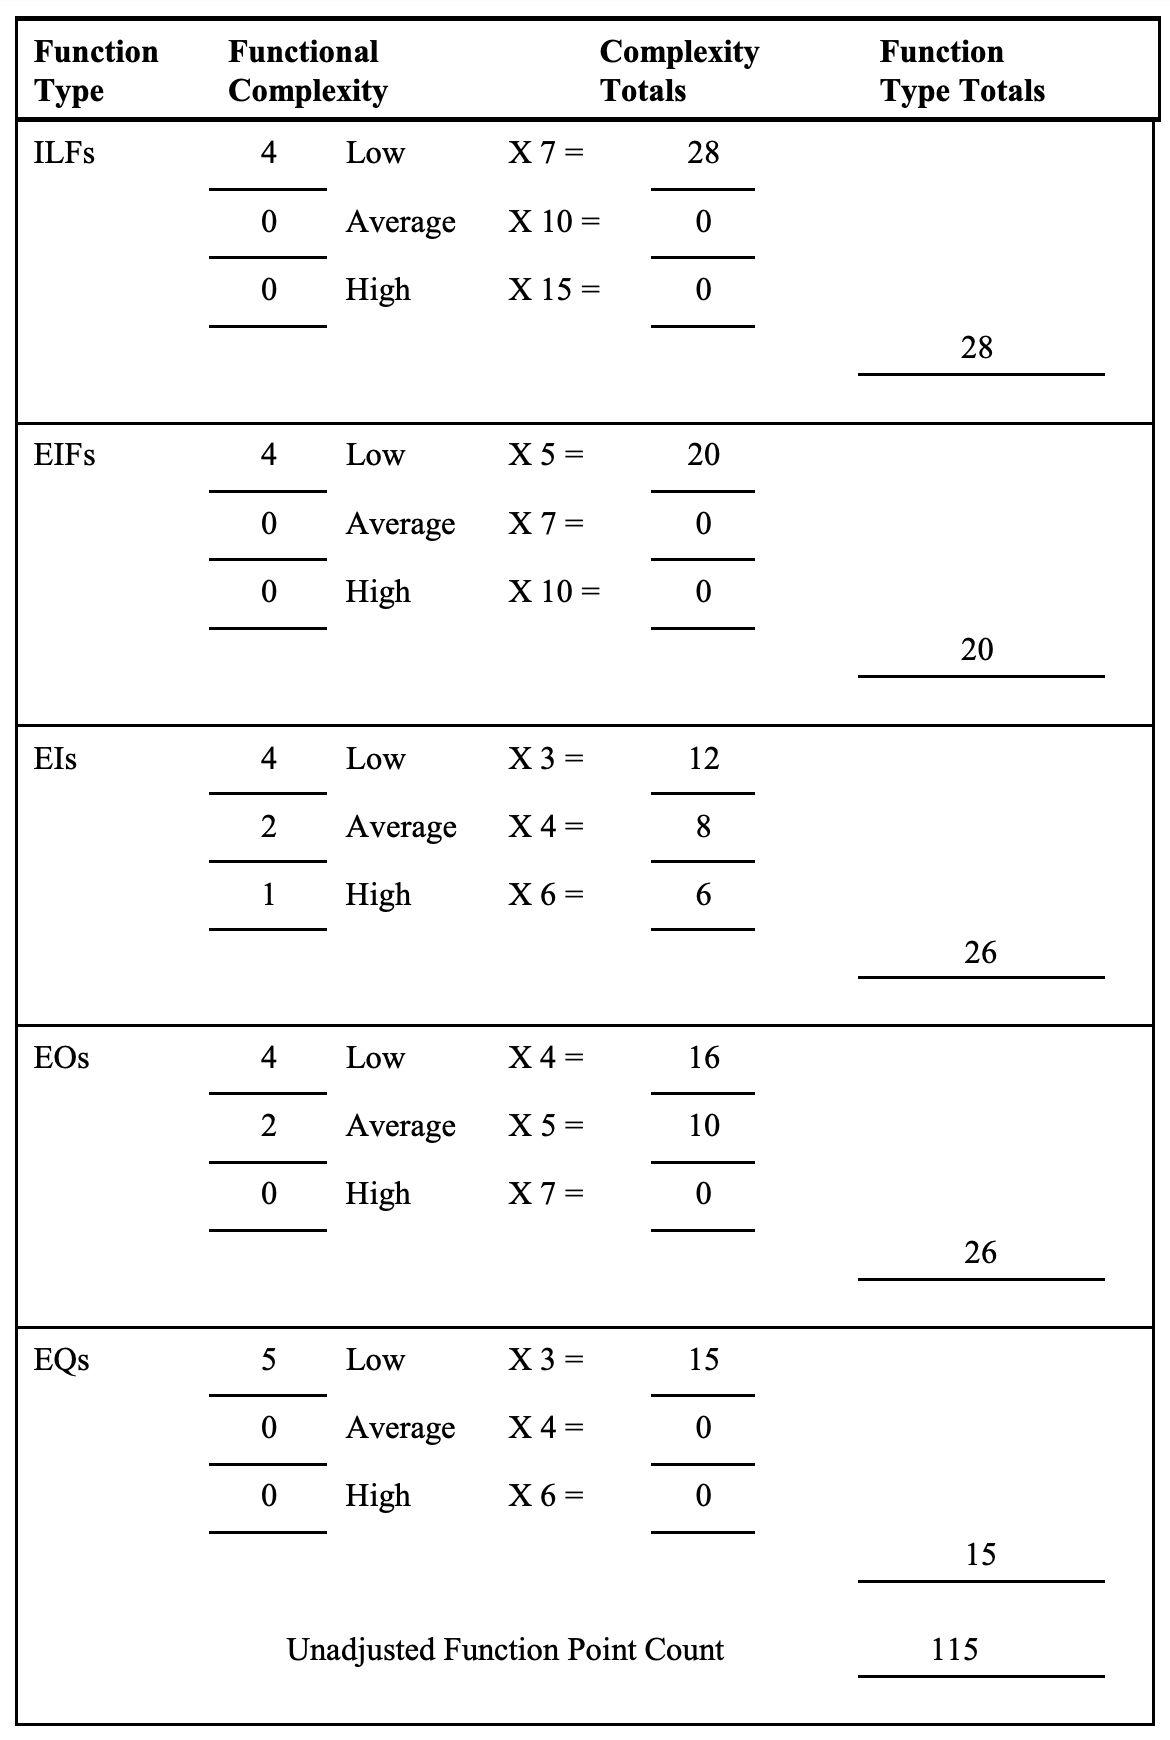 Function Functional Complexity Function
Type Complexity Totals Type Totals
ILFs 4 Low X 7 = 28
0 Average X 10 = 0
0 High X 15 = 0
28
EIFs 4 Low X 5 = 20
0 Average X 7 = 0
0 High X 10 = 0
20
EIs 4 Low X 3 = 12
2 Average X 4 = 8
1 High X 6 = 6
26
EOs 4 Low X 4 = 16
2 Average X 5 = 10
0 High X 7 = 0
26
EQs 5 Low X 3 = 15
0 Average X 4 = 0
0 High X 6 = 0
15
Unadjusted Function Point Count 115